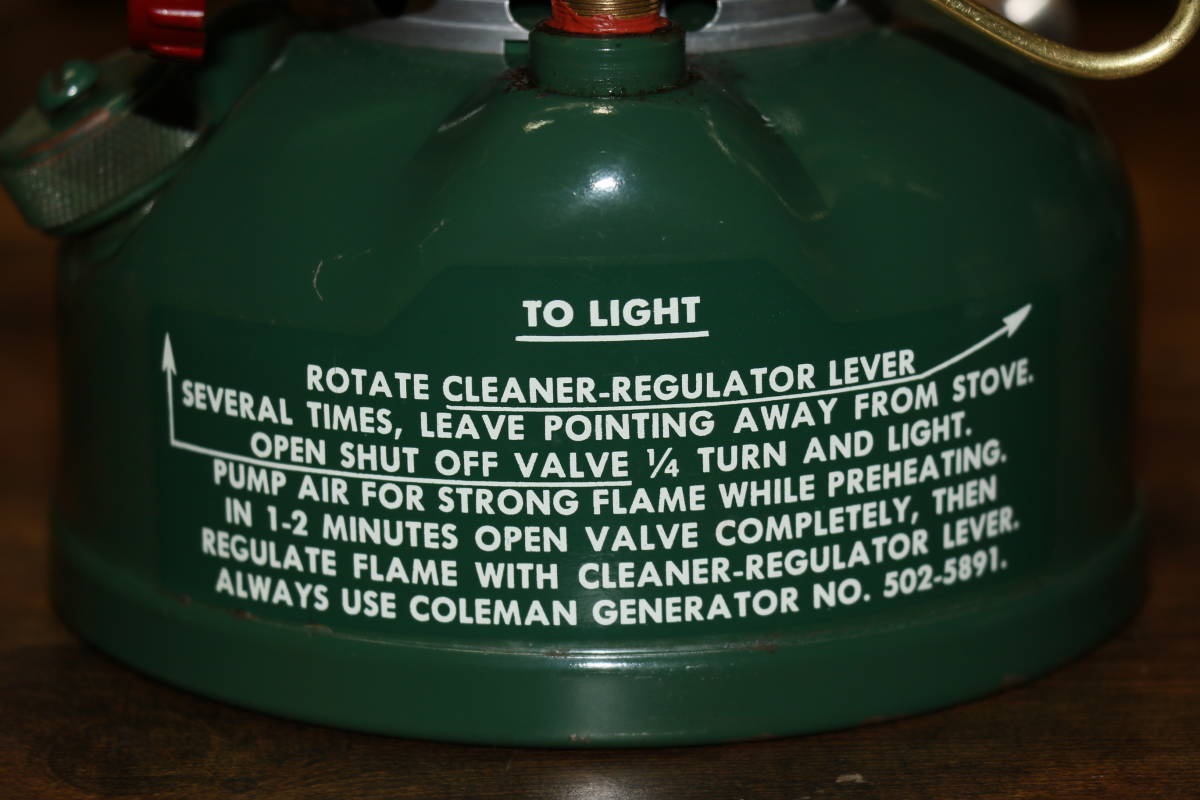 TO LIGHT
ROTATE CLEANER-REGULATOR LEVER
SEVERAL TIMES, LEAVE POINTING AWAY FROM STOVE.
OPEN SHUT OFF VALVE ¼ TURN AND LIGHT.
PUMP AIR FOR STRONG FLAME WHILE PREHEATING.
IN 1-2 MINUTES OPEN VALVE COMPLETELY, THEN
REGULATE FLAME WITH CLEANER-REGULATOR LEVER.
ALWAYS USE COLEMAN GENERATOR NO. 502-5891.